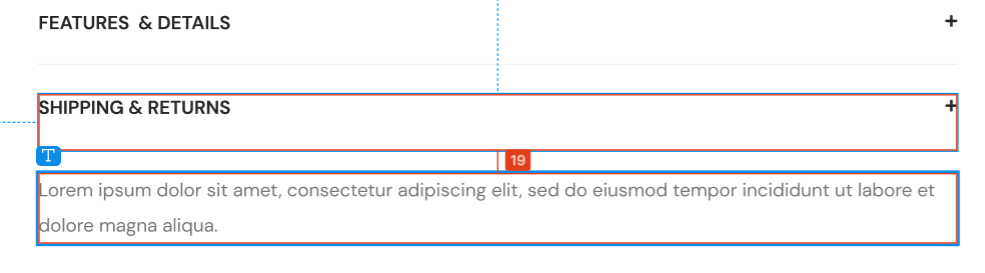 FEATURES  & DETAILS +
SHIPPING & RETURNS +
T
19
Lorem ipsum dolor sit amet, consectetur adipiscing elit, sed do eiusmod tempor incididunt ut labore et
dolore magna aliqua.